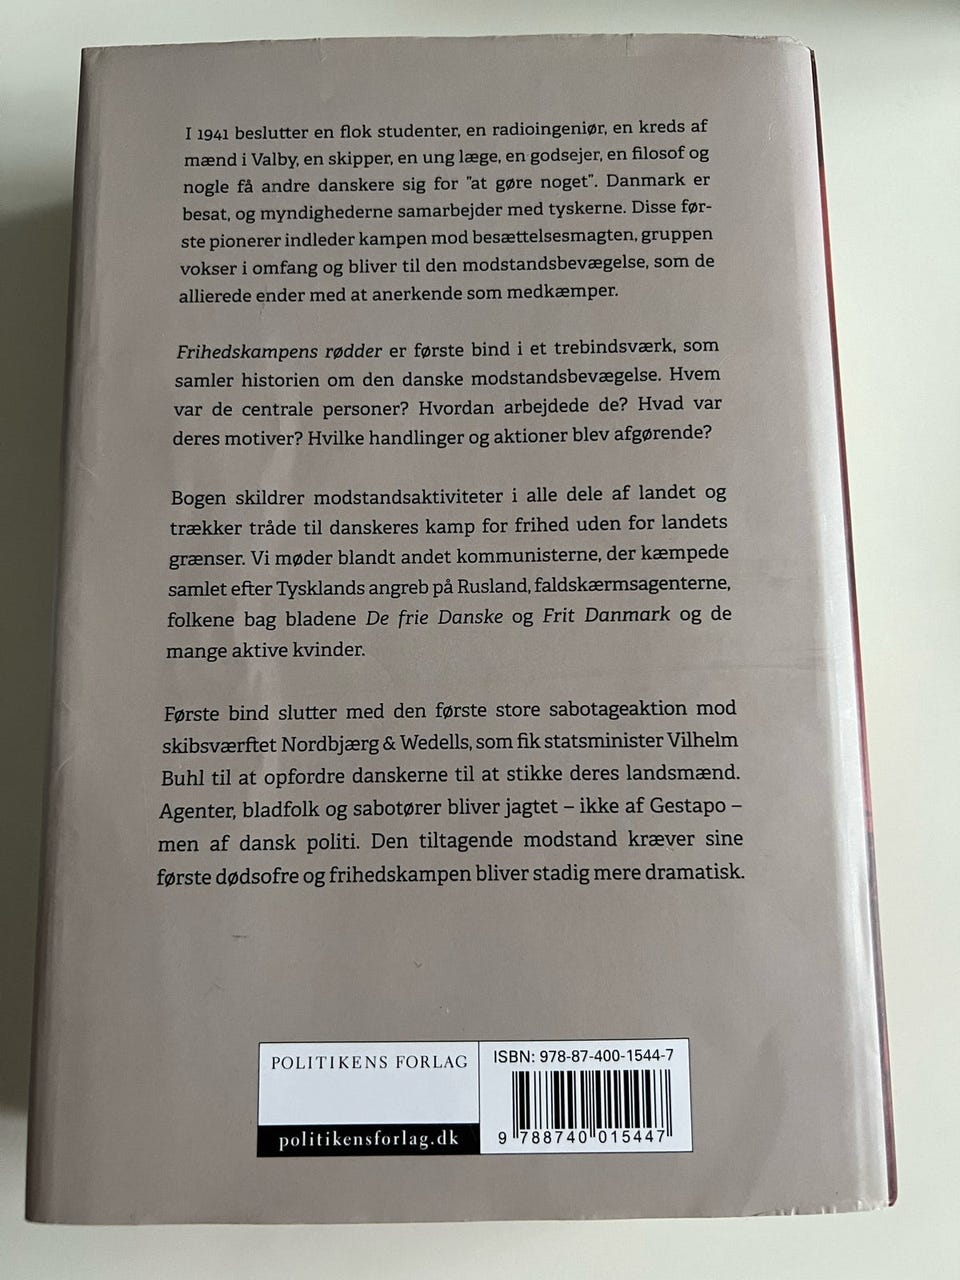 I 1941 beslutter en flok studenter, en radioingeniør, en kreds af
mænd i Valby, en skipper, en ung læge, en godsejer, en filosof og
nogle få andre danskere sig for "at gøre noget". Danmark er
besat, og myndighederne samarbejder med tyskerne. Disse før-
ste pionerer indleder kampen mod besættelsesmagten, gruppen
vokser i omfang og bliver til den modstandsbevægelse, som de
allierede ender med at anerkende som medkæmper.
Frihedskampens rødder er første bind i et trebindsværk, som
samler historien om den danske modstandsbevægelse. Hvem
var de centrale personer? Hvordan arbejdede de? Hvad var
deres motiver? Hvilke handlinger og aktioner blev afgørende?
Bogen skildrer modstandsaktiviteter i alle dele af landet og
trækker tråde til danskeres kamp for frihed uden for landets
grænser. Vi møder blandt andet kommunisterne, der kæmpede
samlet efter Tysklands angreb på Rusland, faldskærmsagenterne,
folkene bag bladene De frie Danske og Frit Danmark og de
mange aktive kvinder.
Første bind slutter med den første store sabotageaktion mod
skibsværftet Nordbjærg & Wedells, som fik statsminister Vilhelm
Buhl til at opfordre danskerne til at stikke deres landsmænd.
Agenter, bladfolk og sabotører bliver jagtet – ikke af Gestapo –
men af dansk politi. Den tiltagende modstand kræver sine
første dødsofre og frihedskampen bliver stadig mere dramatisk.
POLITIKENS FORLAG
politikensforlag.dk
ISBN: 978-87-400-1544-7
9 788740 015447